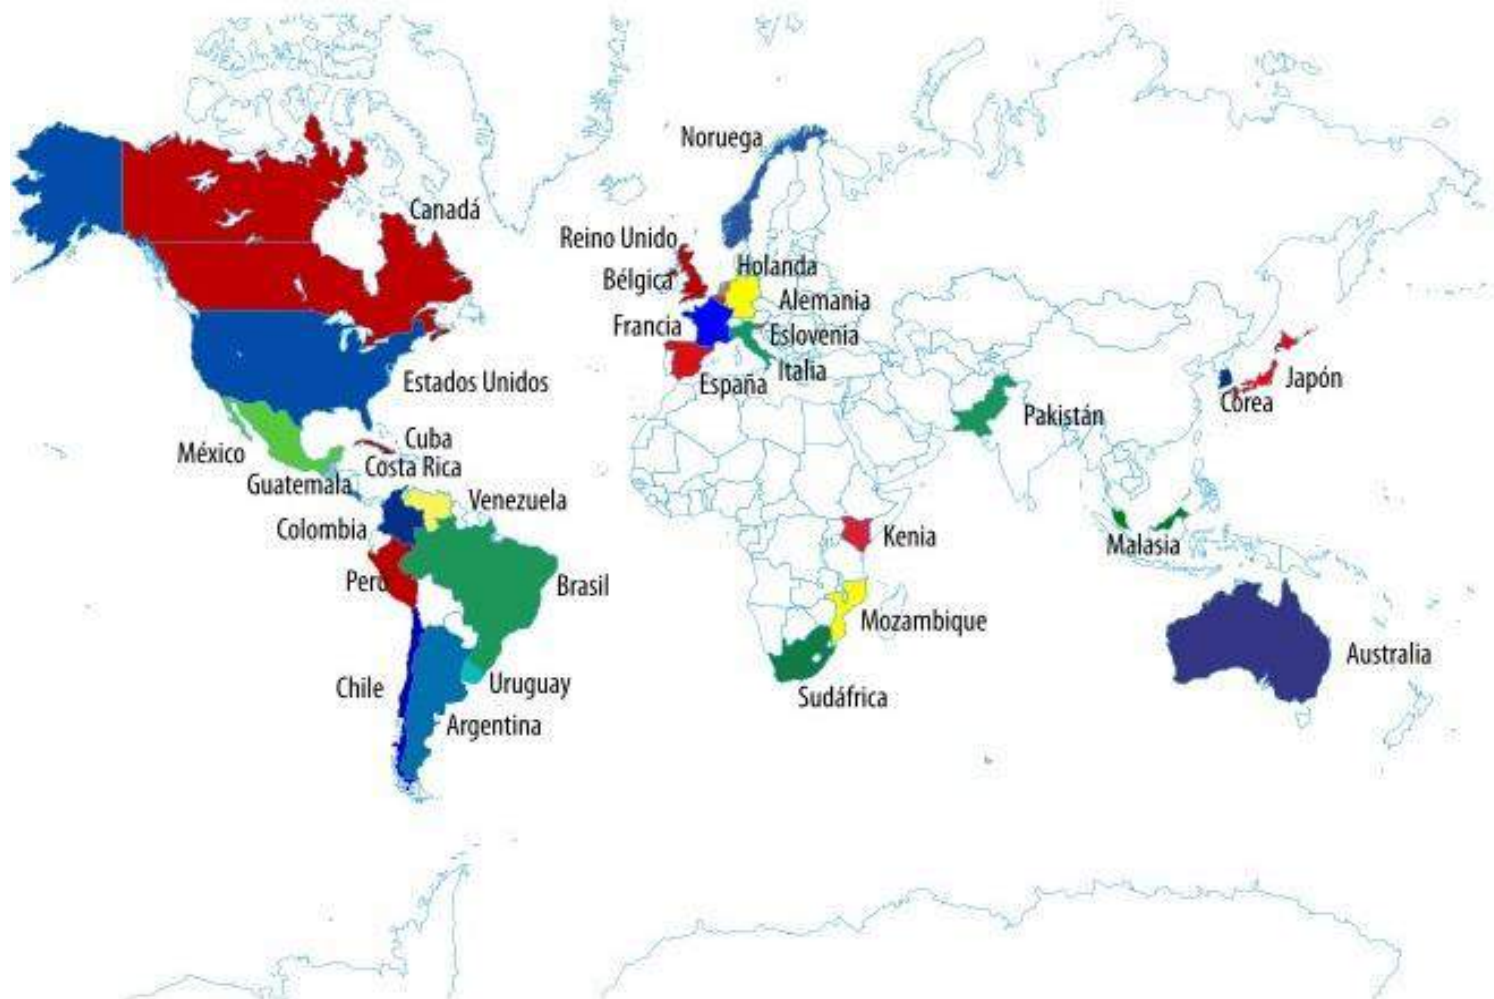 Noruega
Canadá
Reino Unido
Holanda
Bélgica
Alemania
Francia
Eslovenia
Italia
España
Estados Unidos
Japón
Corea
Pakistán
México
Cuba
Costa Rica
Guatemala
Venezuela
Colombia
Kenia
Malasia
Perú
Brasil
Mozambique
Australia
Chile
Uruguay
Sudáfrica
Argentina